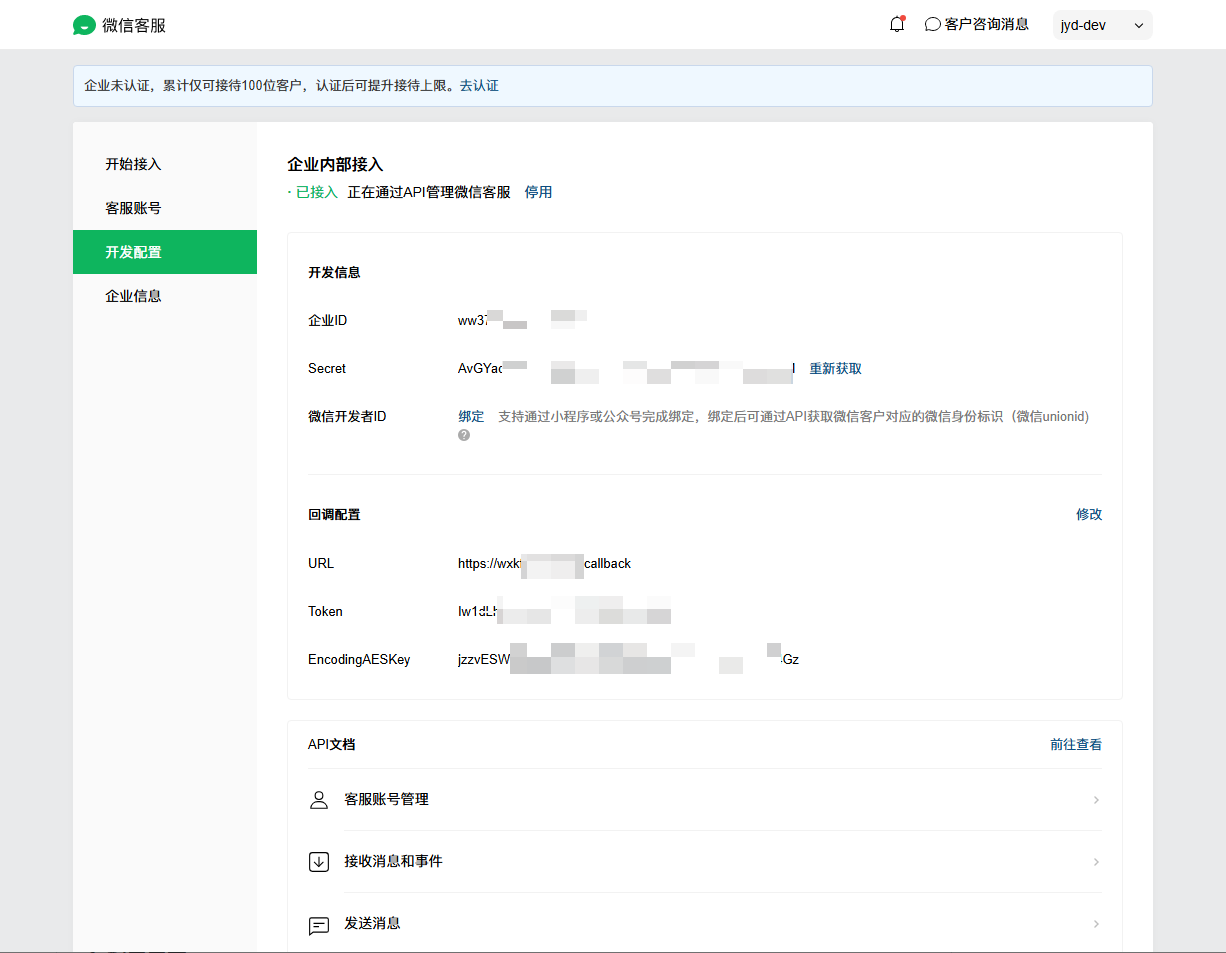 微信客服
客户咨询消息
jyd-dev
企业未认证，累计仅可接待100位客户，认证后可提升接待上限。去认证
开始接入
客服账号
开发配置
企业信息
企业内部接入
· 已接入 正在通过API管理微信客服 停用
开发信息
企业ID ww37
Secret AvGYac 重新获取
微信开发者ID 绑定 支持通过小程序或公众号完成绑定，绑定后可通过API获取微信客户对应的微信身份标识（微信unionid）
回调配置 修改
URL https://wxkf callback
Token Iw1dLh
EncodingAESKey jzzvESW Gz
API文档 前往查看
客服账号管理
接收消息和事件
发送消息